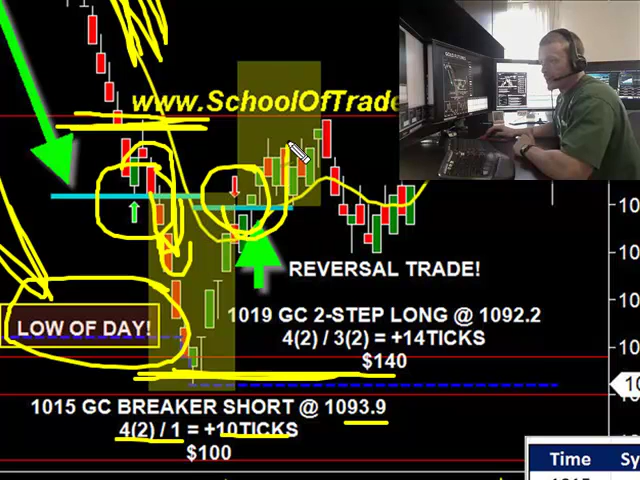 www.SchoolOfTrade
REVERSAL TRADE!
LOW OF DAY!
1019 GC 2-STEP LONG @ 1092.2
4(2) / 3(2) = +14TICKS
$140
1015 GC BREAKER SHORT @ 1093.9
4(2) / 1 = +10TICKS
$100
Time Sy